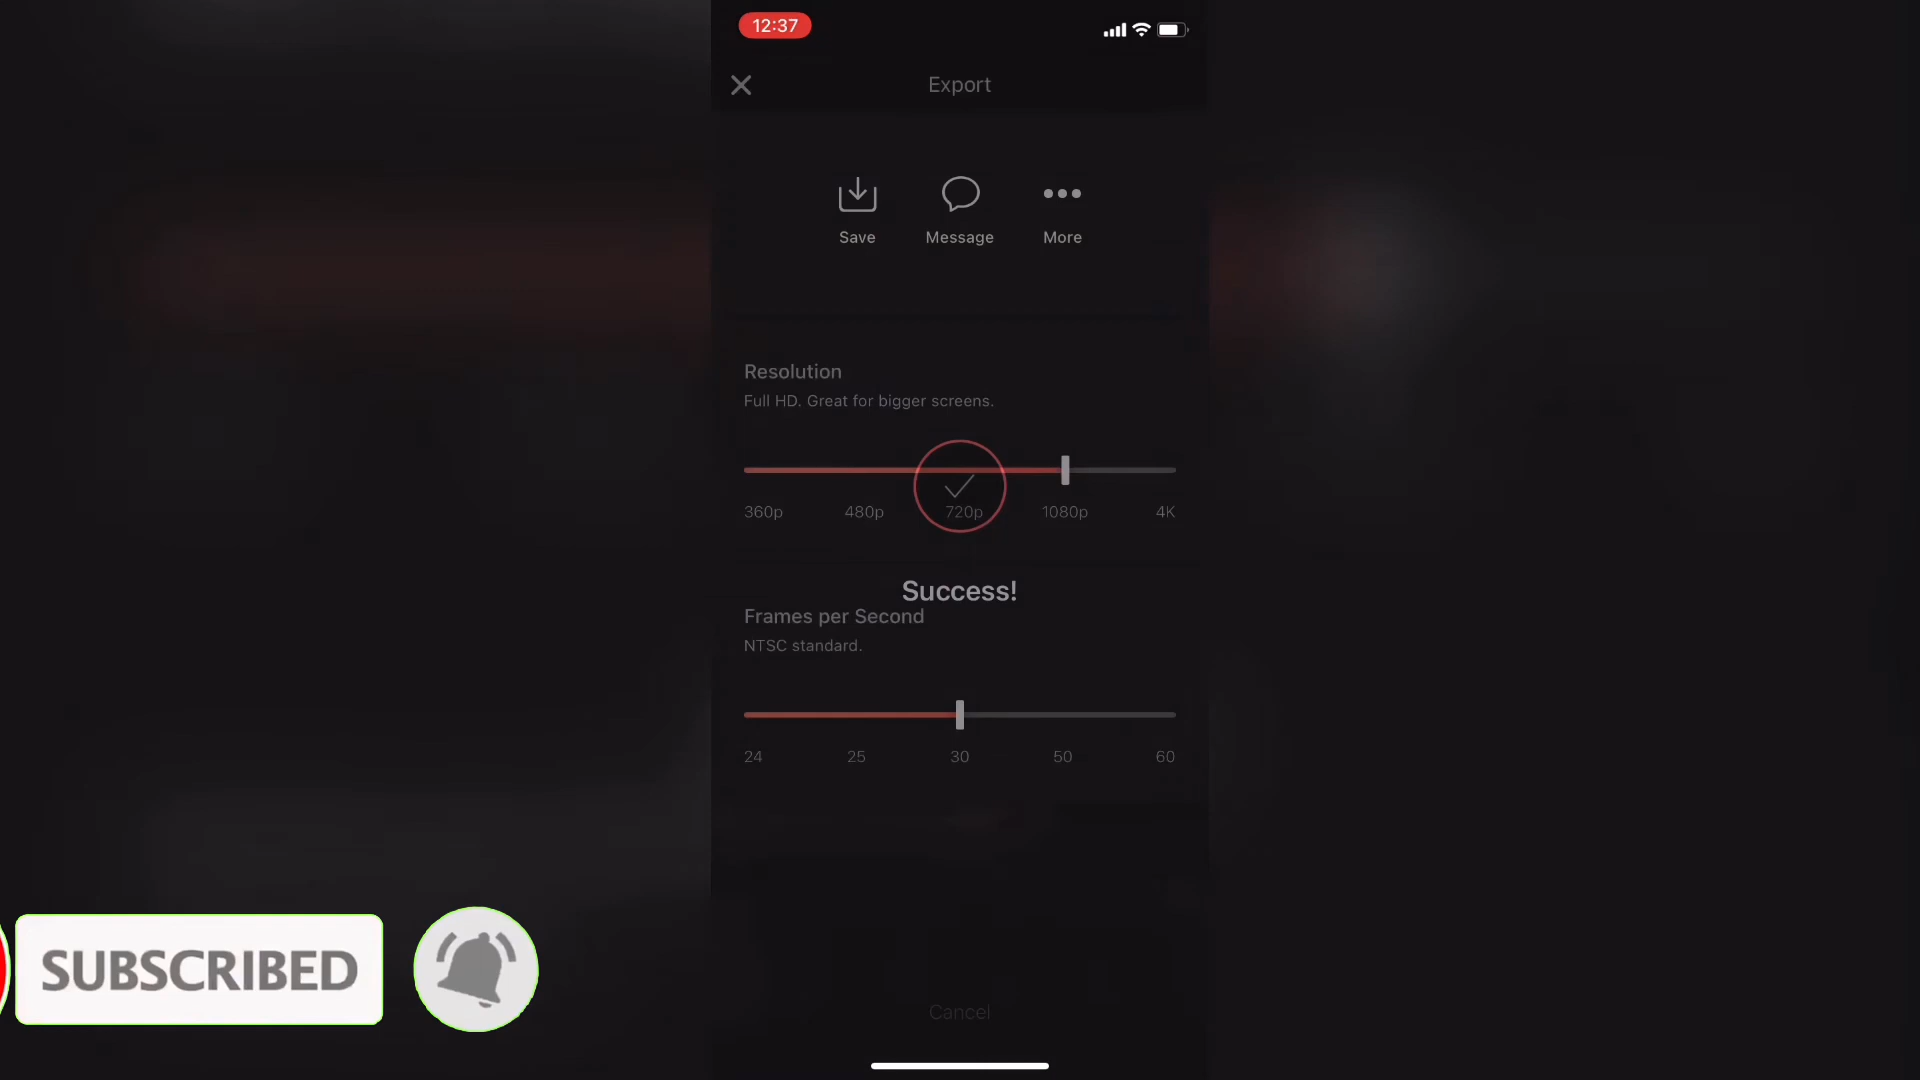 12:37
Export
Save Message More
Resolution
Full HD. Great for bigger screens.
360p 480p 720p 1080p 4K
Success!
Frames per Second
NTSC standard.
24 25 30 50 60
SUBSCRIBED
Cancel